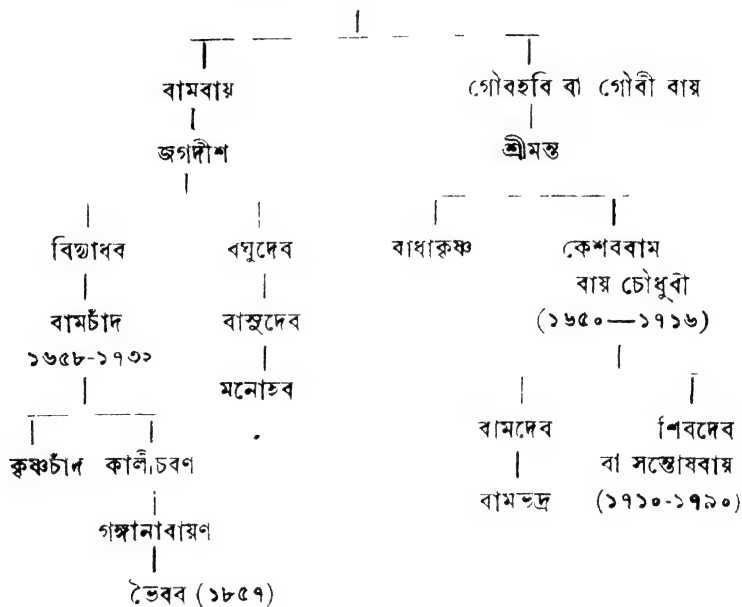 রামরায় গৌরহরি বা গৌরী রায়
জগদীশ শ্রীমন্ত
বিদ্যাধর রঘুদেব রাধাকৃষ্ণ কেশবরাম
রায় চৌধুরী
রামচাঁদ বাসুদেব (১৬৫০—১৭১৬)
১৬৫৮-১৭৩২
মনোহর
রামদেব শিবদেব
কৃষ্ণচাঁদ কালীচরণ বা সন্তোষরায়
রামভদ্র (১৭১০-১৭৯০)
গঙ্গানারায়ণ
ভৈরব (১৮৫৭)